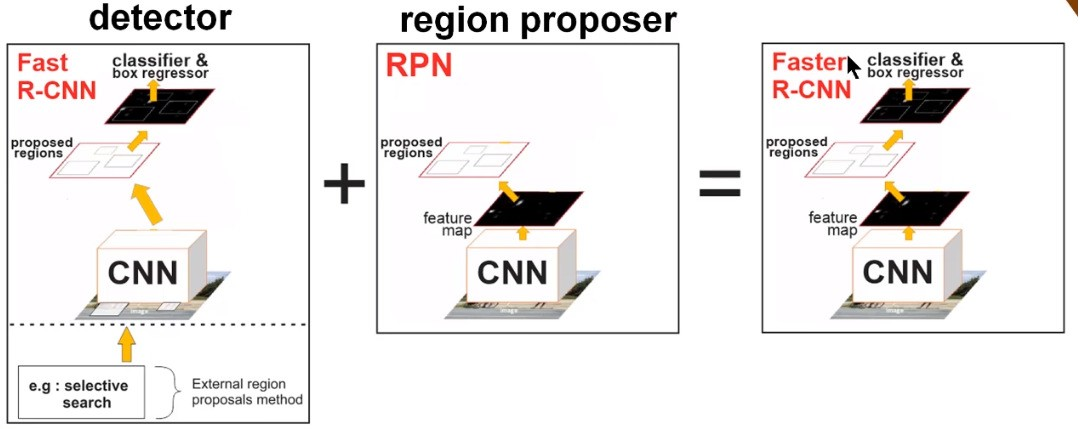 detector
region proposer
Fast
R-CNN
classifier &
box regressor
proposed
regions
CNN
image
e.g : selective
search
External region
proposals method
+
RPN
proposed
regions
feature
map
CNN
image
=
Faster
R-CNN
classifier &
box regressor
proposed
regions
feature
map
CNN
image